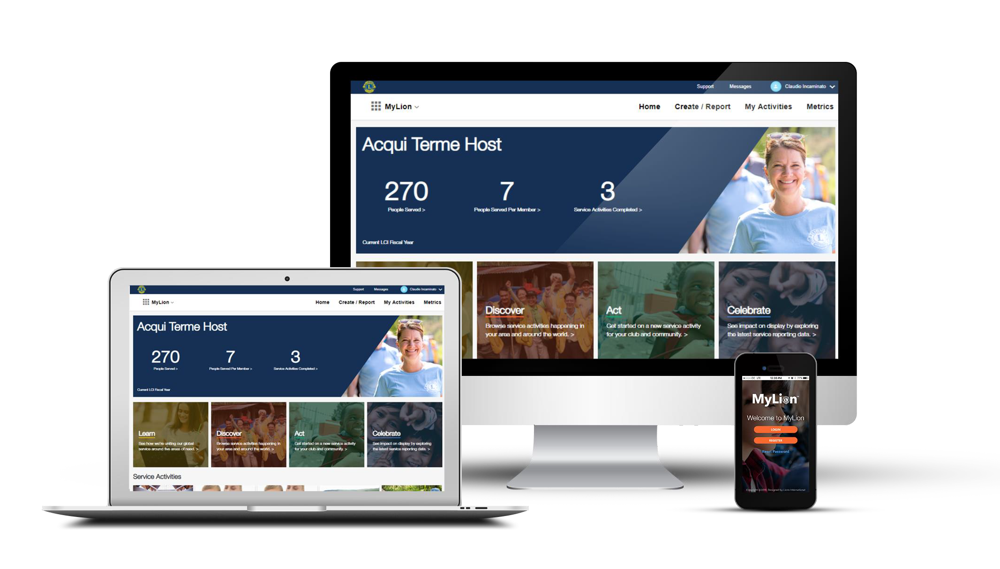 Support Messages Claudio Incaminato
MyLion
Home Create / Report My Activities Metrics
Acqui Terme Host
270 7 3
People Served > People Served Per Member > Service Activities Completed >
Current LCI Fiscal Year
Discover Act Celebrate
Browse service activities happening in Get started on a new service activity See impact on display by exploring
your area and around the world. > for your club and community. > the latest service reporting data. >
Support Messages Claudio Incaminato
MyLion
Home Create / Report My Activities Metrics
Acqui Terme Host
270 7 3
People Served > People Served Per Member > Service Activities Completed >
Current LCI Fiscal Year
Learn Discover Act Celebrate
See how we're uniting our global Browse service activities happening in Get started on a new service activity See impact on display by exploring
service around five areas of need. > your area and around the world. > for your club and community. > the latest service reporting data. >
Service Activities
CC LTE 12:26 PM 77%
MyLion
Welcome to MyLion
LOGIN
REGISTER
Reset Password
Copyright ©2018, Designed by Lions International